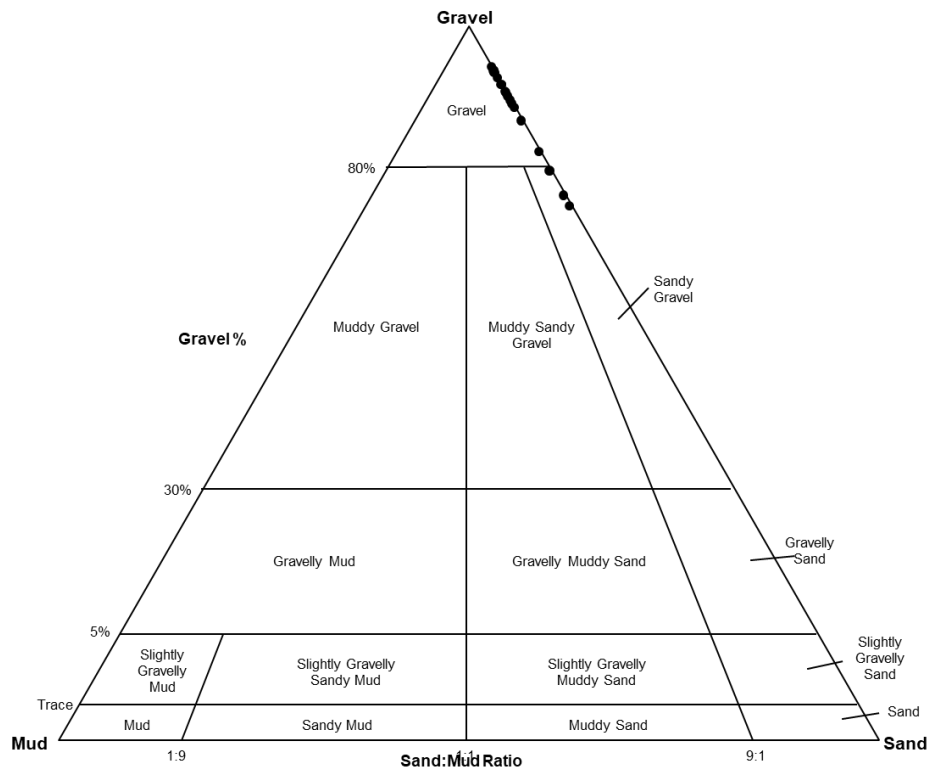 Gravel
Gravel
80%
Sandy
Gravel
Muddy Gravel
Muddy Sandy
Gravel
Gravel %
30%
Gravelly
Sand
Gravelly Mud
Gravelly Muddy Sand
5%
Slightly
Gravelly
Mud
Slightly Gravelly
Sandy Mud
Slightly Gravelly
Muddy Sand
Slightly
Gravelly
Sand
Trace
Mud
Sandy Mud
Muddy Sand
Sand
Mud
Sand
1:9
1:1
9:1
Sand:Mud Ratio